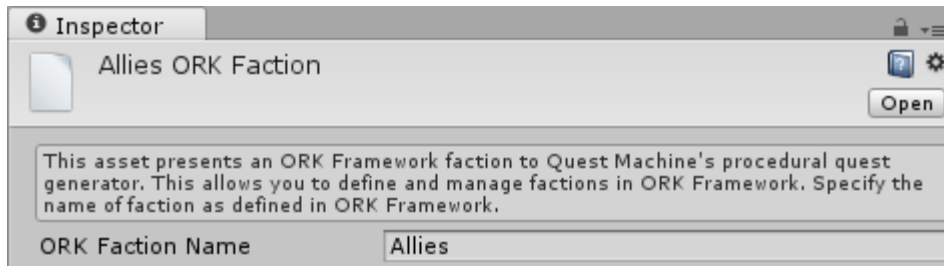 Inspector
Allies ORK Faction
Open
This asset presents an ORK Framework faction to Quest Machine's procedural quest
generator. This allows you to define and manage factions in ORK Framework. Specify the
name of faction as defined in ORK Framework.
ORK Faction Name Allies